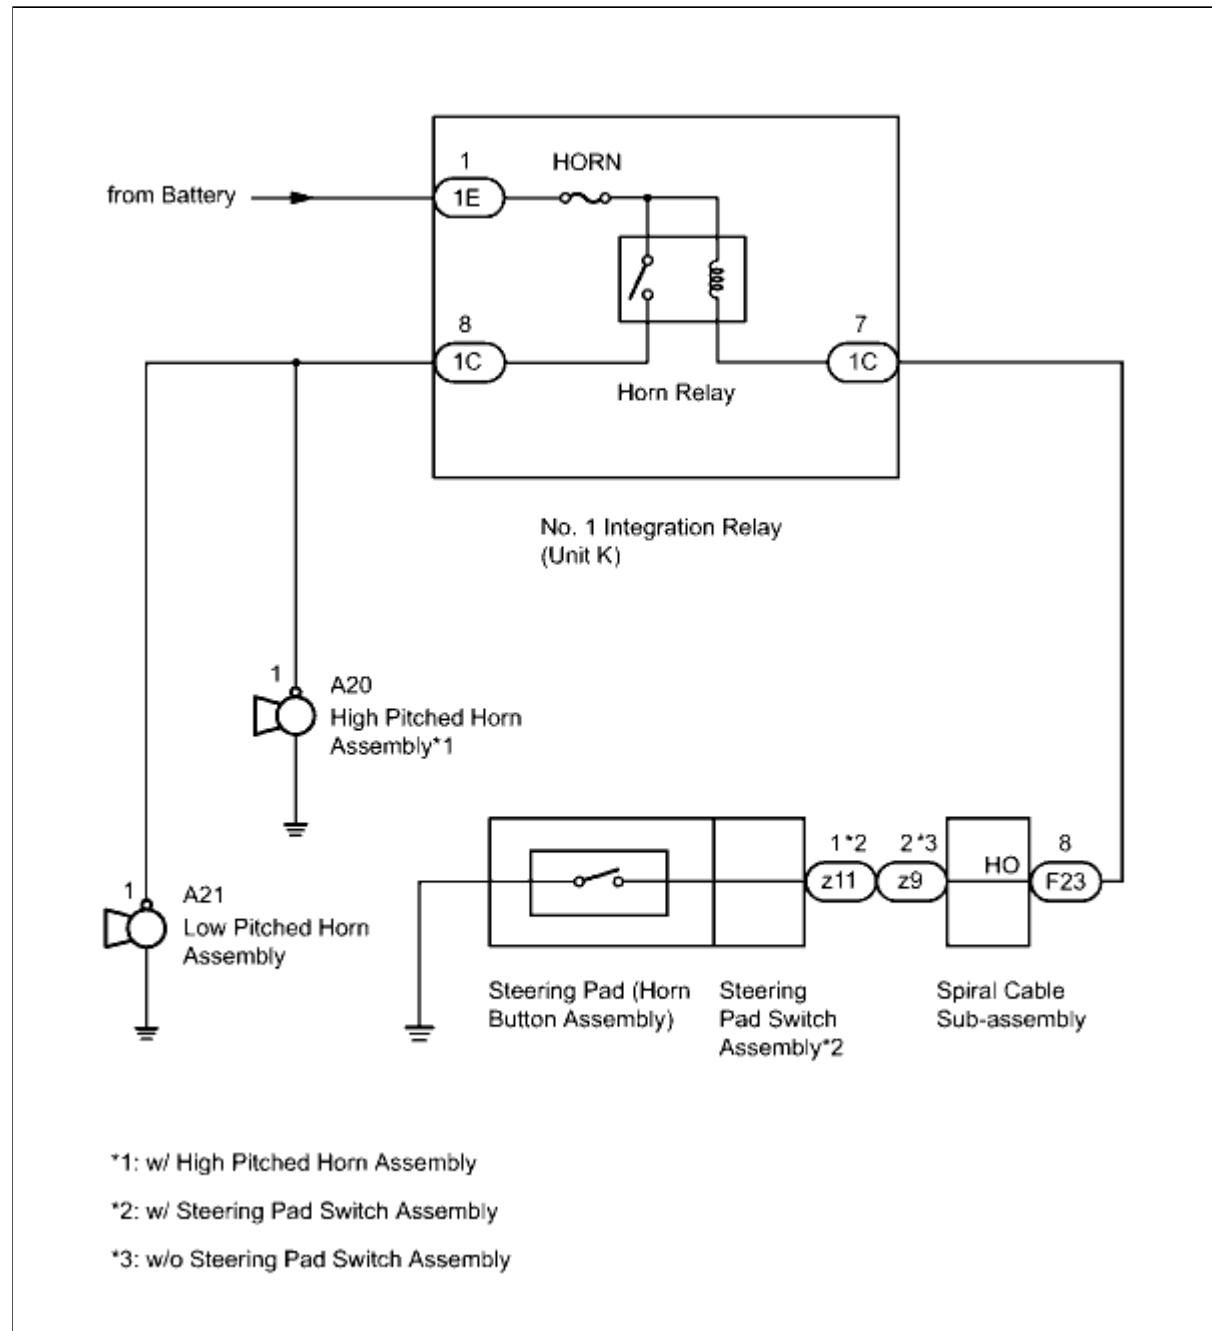 1
HORN
from Battery
1E
8
7
1C
1C
Horn Relay
No. 1 Integration Relay
(Unit K)
1
A20
High Pitched Horn
Assembly*1
1
A21
Low Pitched Horn
Assembly
1 *2
2 *3
8
HO
z11
z9
F23
Steering Pad (Horn
Button Assembly)
Steering
Pad Switch
Assembly*2
Spiral Cable
Sub-assembly
*1: w/ High Pitched Horn Assembly
*2: w/ Steering Pad Switch Assembly
*3: w/o Steering Pad Switch Assembly